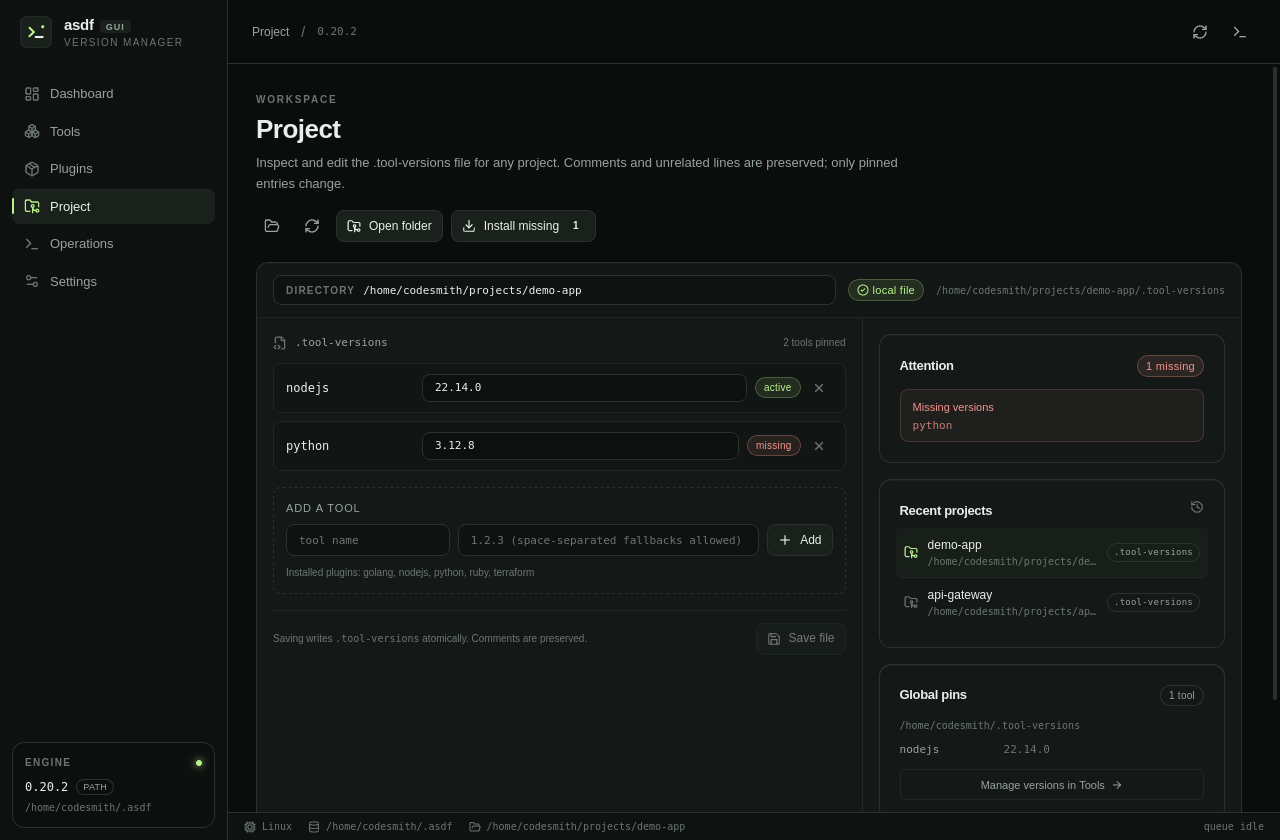 asdf GUI
VERSION MANAGER
Dashboard
Tools
Plugins
Project
Operations
Settings
ENGINE
0.20.2 PATH
/home/codesmith/.asdf
Project / 0.20.2
WORKSPACE
Project
Inspect and edit the .tool-versions file for any project. Comments and unrelated lines are preserved; only pinned
entries change.
Open folder
Install missing 1
DIRECTORY /home/codesmith/projects/demo-app
local file
/home/codesmith/projects/demo-app/.tool-versions
.tool-versions
2 tools pinned
nodejs 22.14.0 active
python 3.12.8 missing
ADD A TOOL
tool name 1.2.3 (space-separated fallbacks allowed) Add
Installed plugins: golang, nodejs, python, ruby, terraform
Saving writes .tool-versions atomically. Comments are preserved.
Save file
Attention 1 missing
Missing versions
python
Recent projects
demo-app
/home/codesmith/projects/de…
.tool-versions
api-gateway
/home/codesmith/projects/ap…
.tool-versions
Global pins 1 tool
/home/codesmith/.tool-versions
nodejs 22.14.0
Manage versions in Tools
Linux /home/codesmith/.asdf /home/codesmith/projects/demo-app queue idle